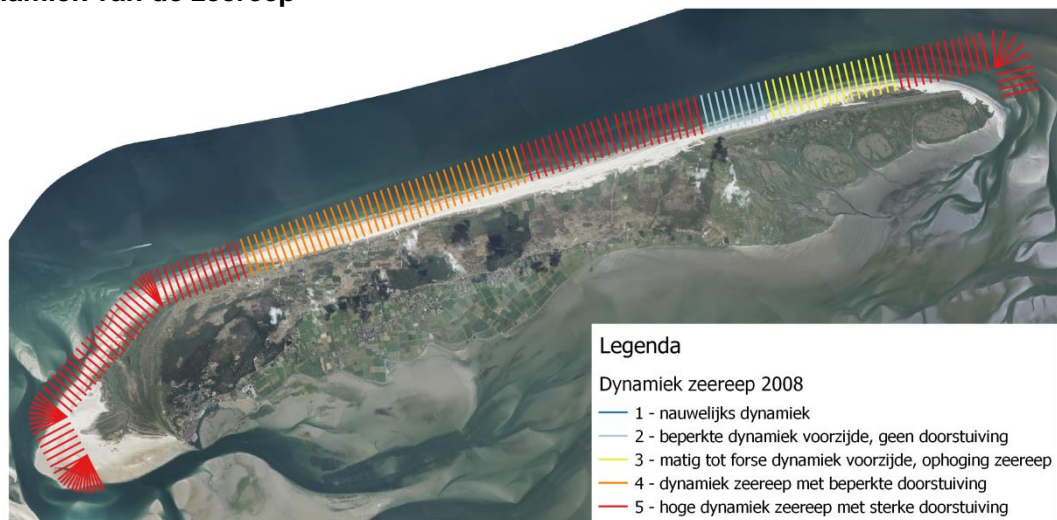 Legenda
Dynamiek zeereep 2008
1 - nauwelijks dynamiek
2 - beperkte dynamiek voorzijde, geen doorstuiving
3 - matig tot forse dynamiek voorzijde, ophoging zeereep
4 - dynamiek zeereep met beperkte doorstuiving
5 - hoge dynamiek zeereep met sterke doorstuiving